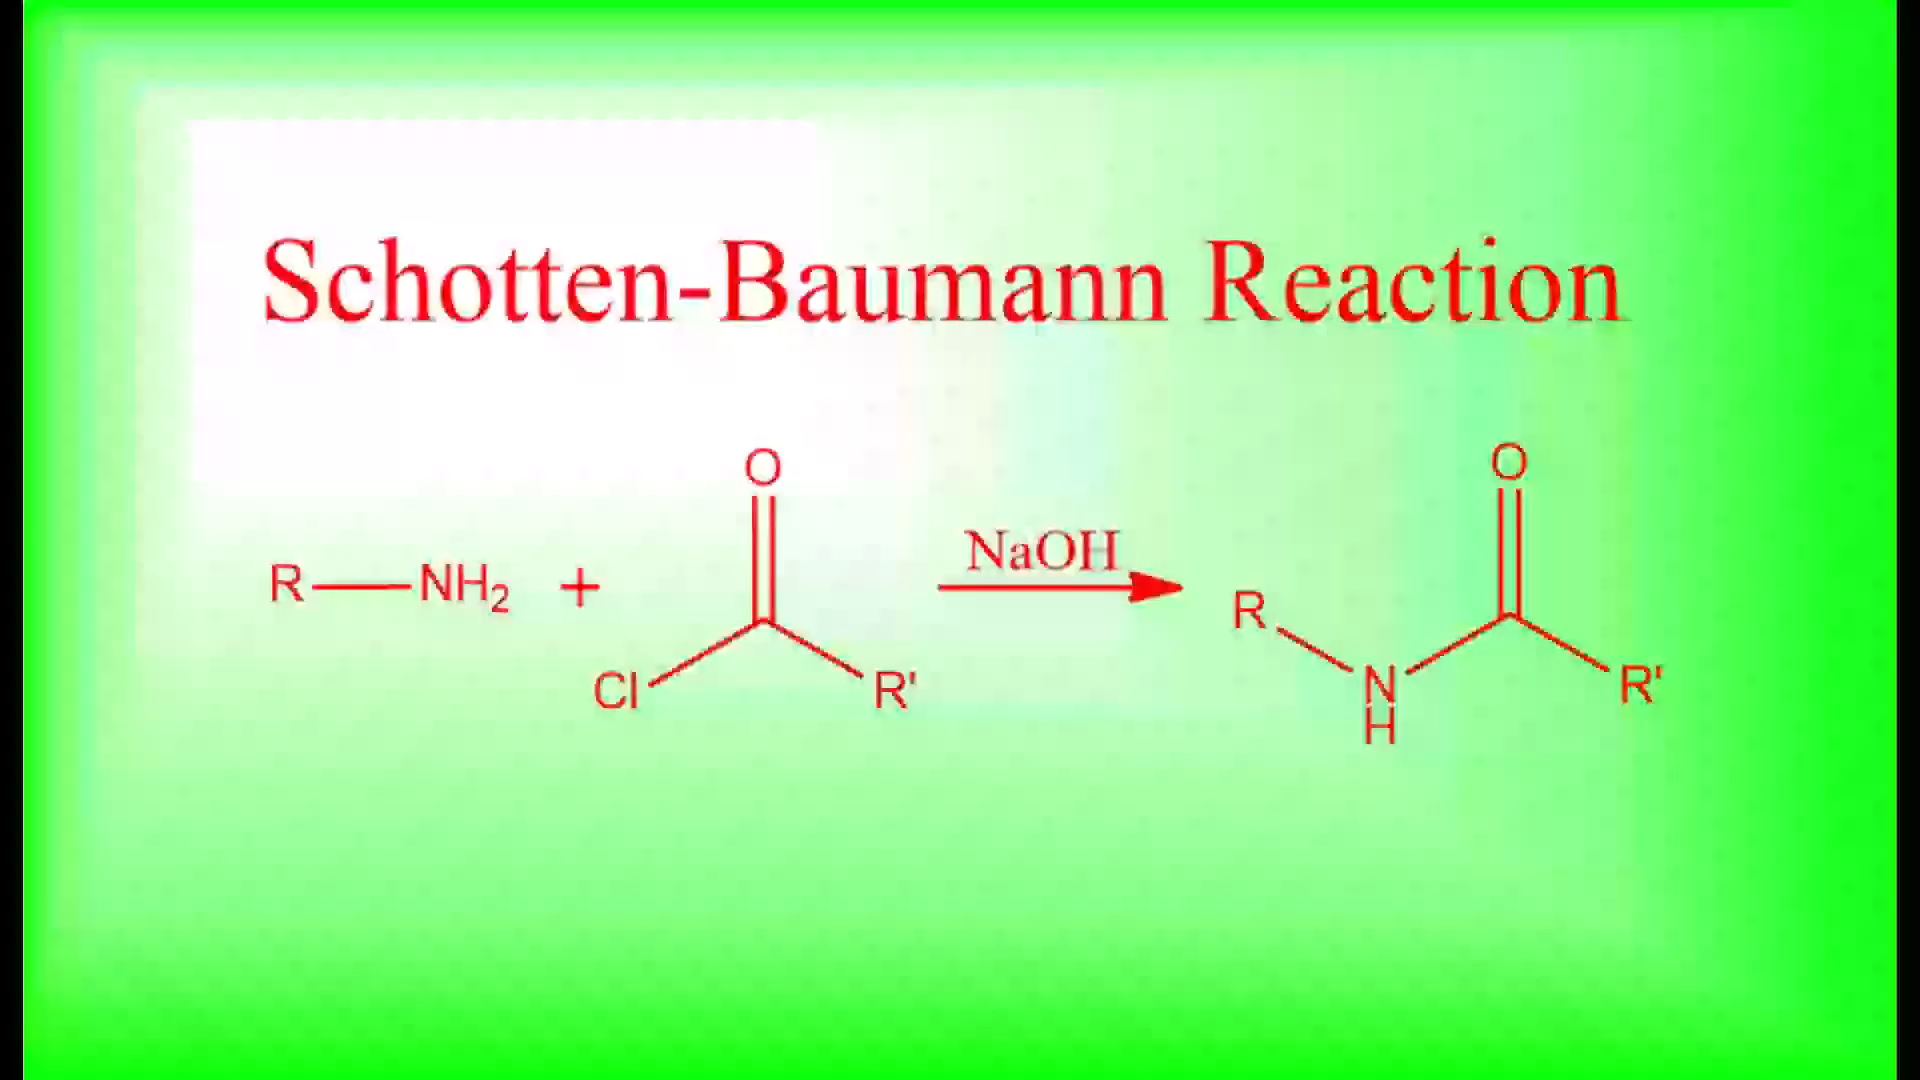 Schotten-Baumann Reaction
R—NH₂ + Cl O R' NaOH R N H O R'